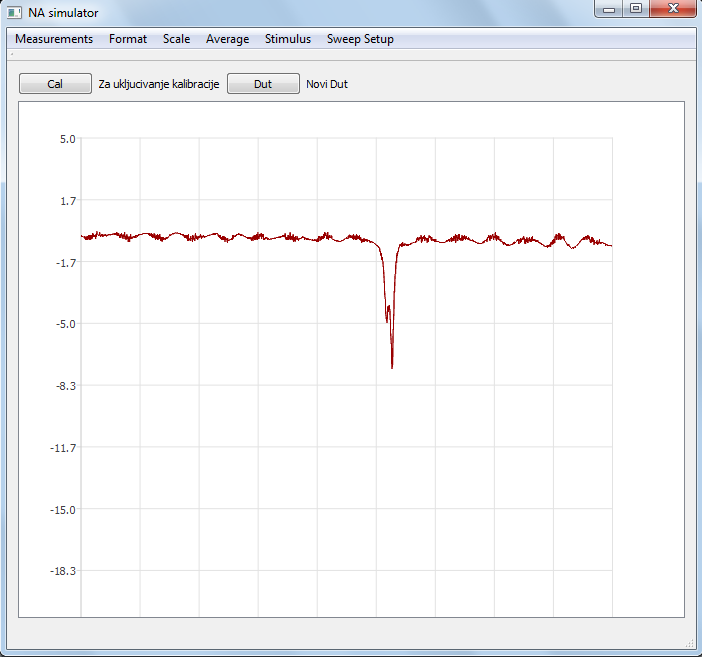 NA simulator
Measurements Format Scale Average Stimulus Sweep Setup
Cal Za ukljucivanje kalibracije Dut Novi Dut
5.0
1.7
-1.7
-5.0
-8.3
-11.7
-15.0
-18.3